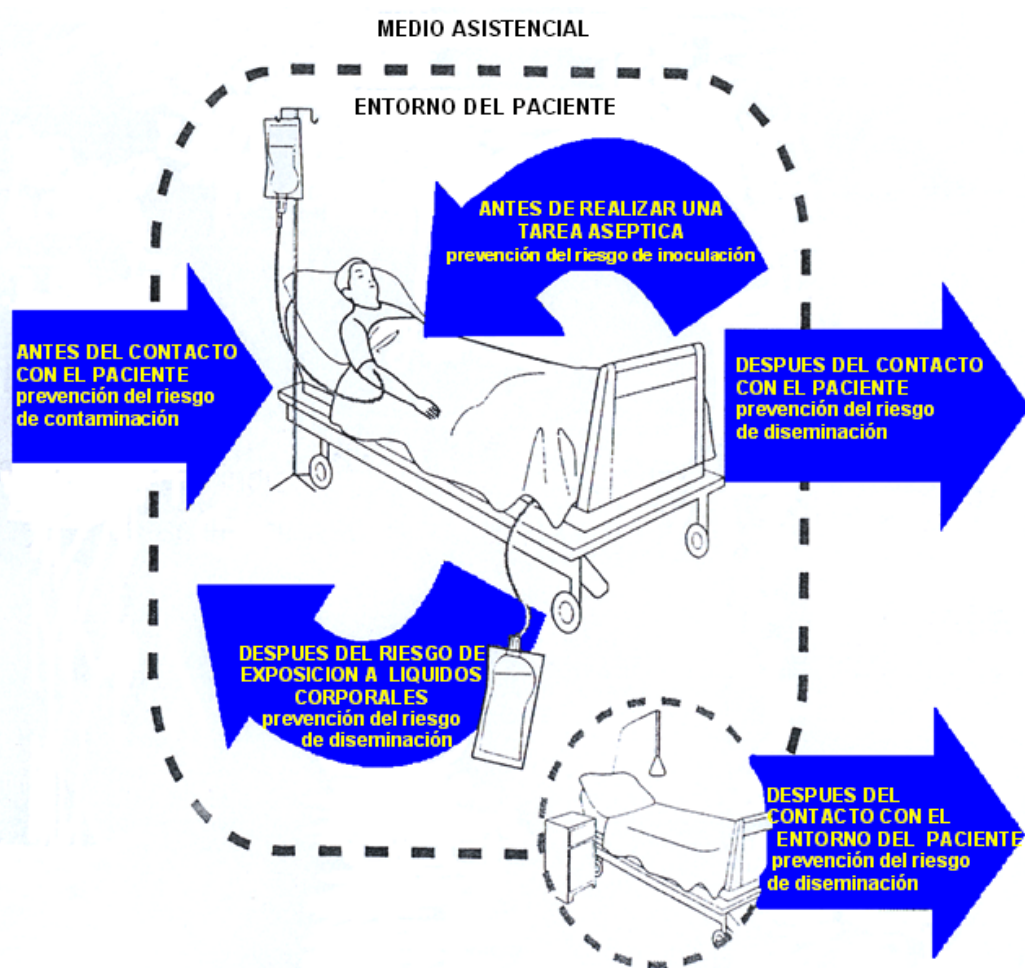 MEDIO ASISTENCIAL
ENTORNO DEL PACIENTE
ANTES DE REALIZAR UNA
TAREA ASEPTICA
prevención del riesgo de inoculación
ANTES DEL CONTACTO
CON EL PACIENTE
prevención del riesgo
de contaminación
DESPUES DEL CONTACTO
CON EL PACIENTE
prevención del riesgo
de diseminación
DESPUES DEL RIESGO DE
EXPOSICION A LIQUIDOS
CORPORALES
prevención del riesgo
de diseminación
DESPUES DEL
CONTACTO CON EL
ENTORNO DEL PACIENTE
prevención del riesgo
de diseminación